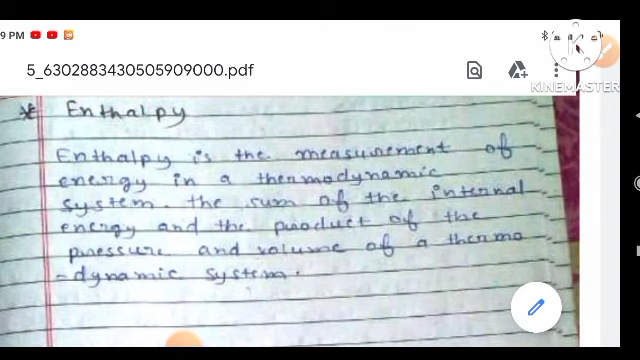 9 PM
5_6302883430505909000.pdf
KINEMASTER
* Enthalpy
Enthalpy is the measurement of
energy in a thermodynamic
system. the sum of the internal
energy and the product of the
pressure and volume of a thermo
-dynamic system.